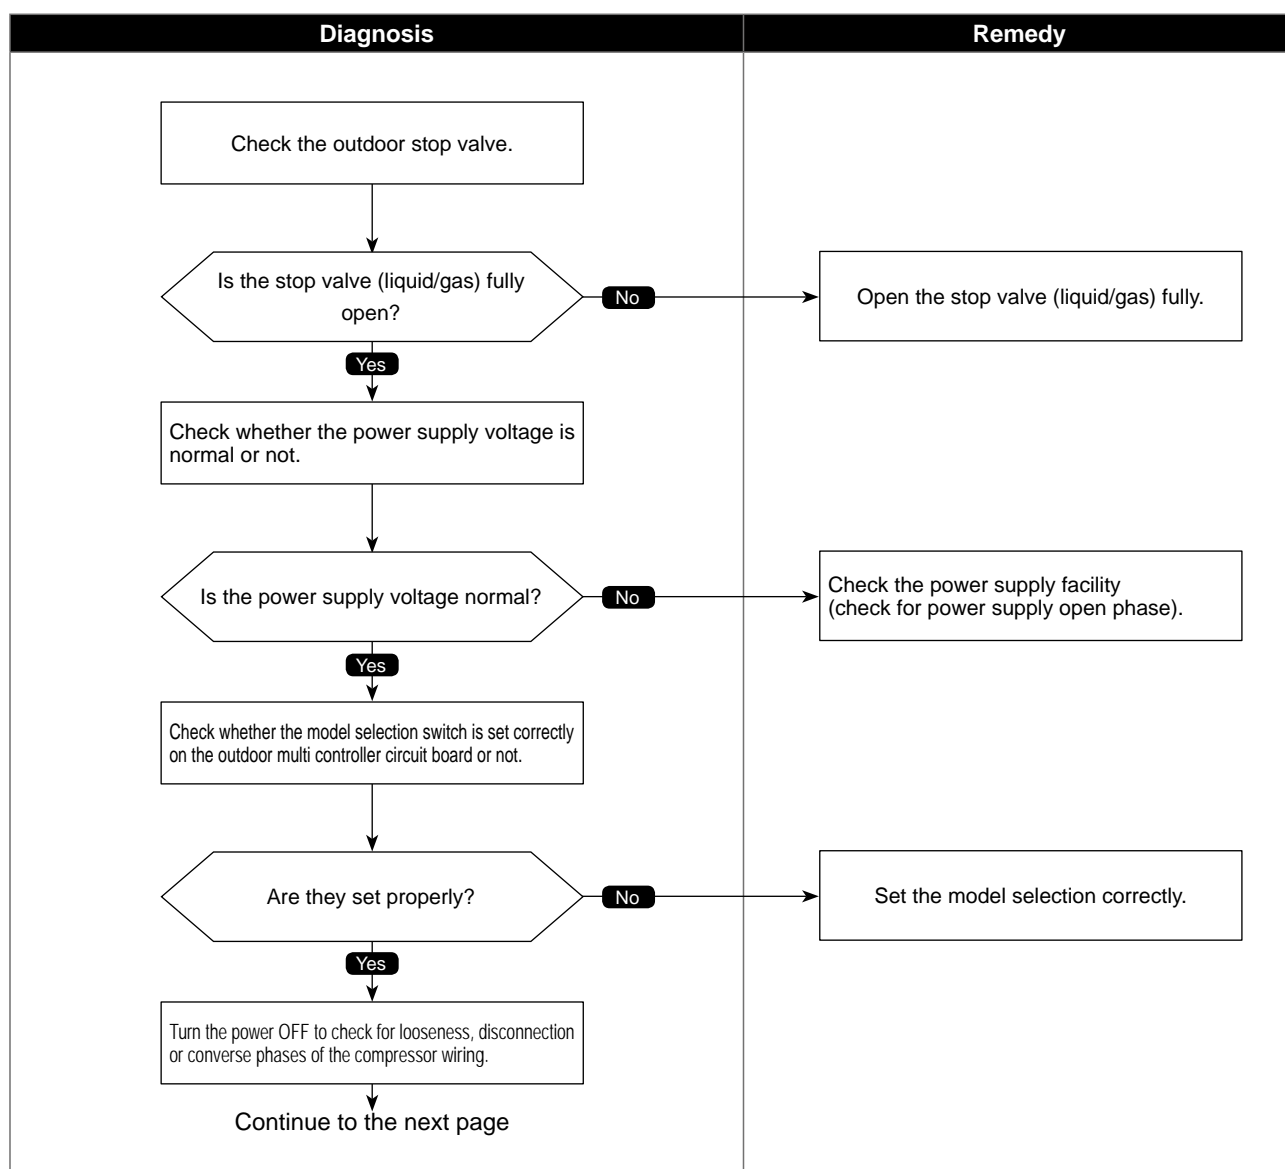 Diagnosis
Remedy
Check the outdoor stop valve.
Is the stop valve (liquid/gas) fully
open?
No
Open the stop valve (liquid/gas) fully.
Yes
Check whether the power supply voltage is
normal or not.
Is the power supply voltage normal?
No
Check the power supply facility
(check for power supply open phase).
Yes
Check whether the model selection switch is set correctly
on the outdoor multi controller circuit board or not.
Are they set properly?
No
Set the model selection correctly.
Yes
Turn the power OFF to check for looseness, disconnection
or converse phases of the compressor wiring.
Continue to the next page